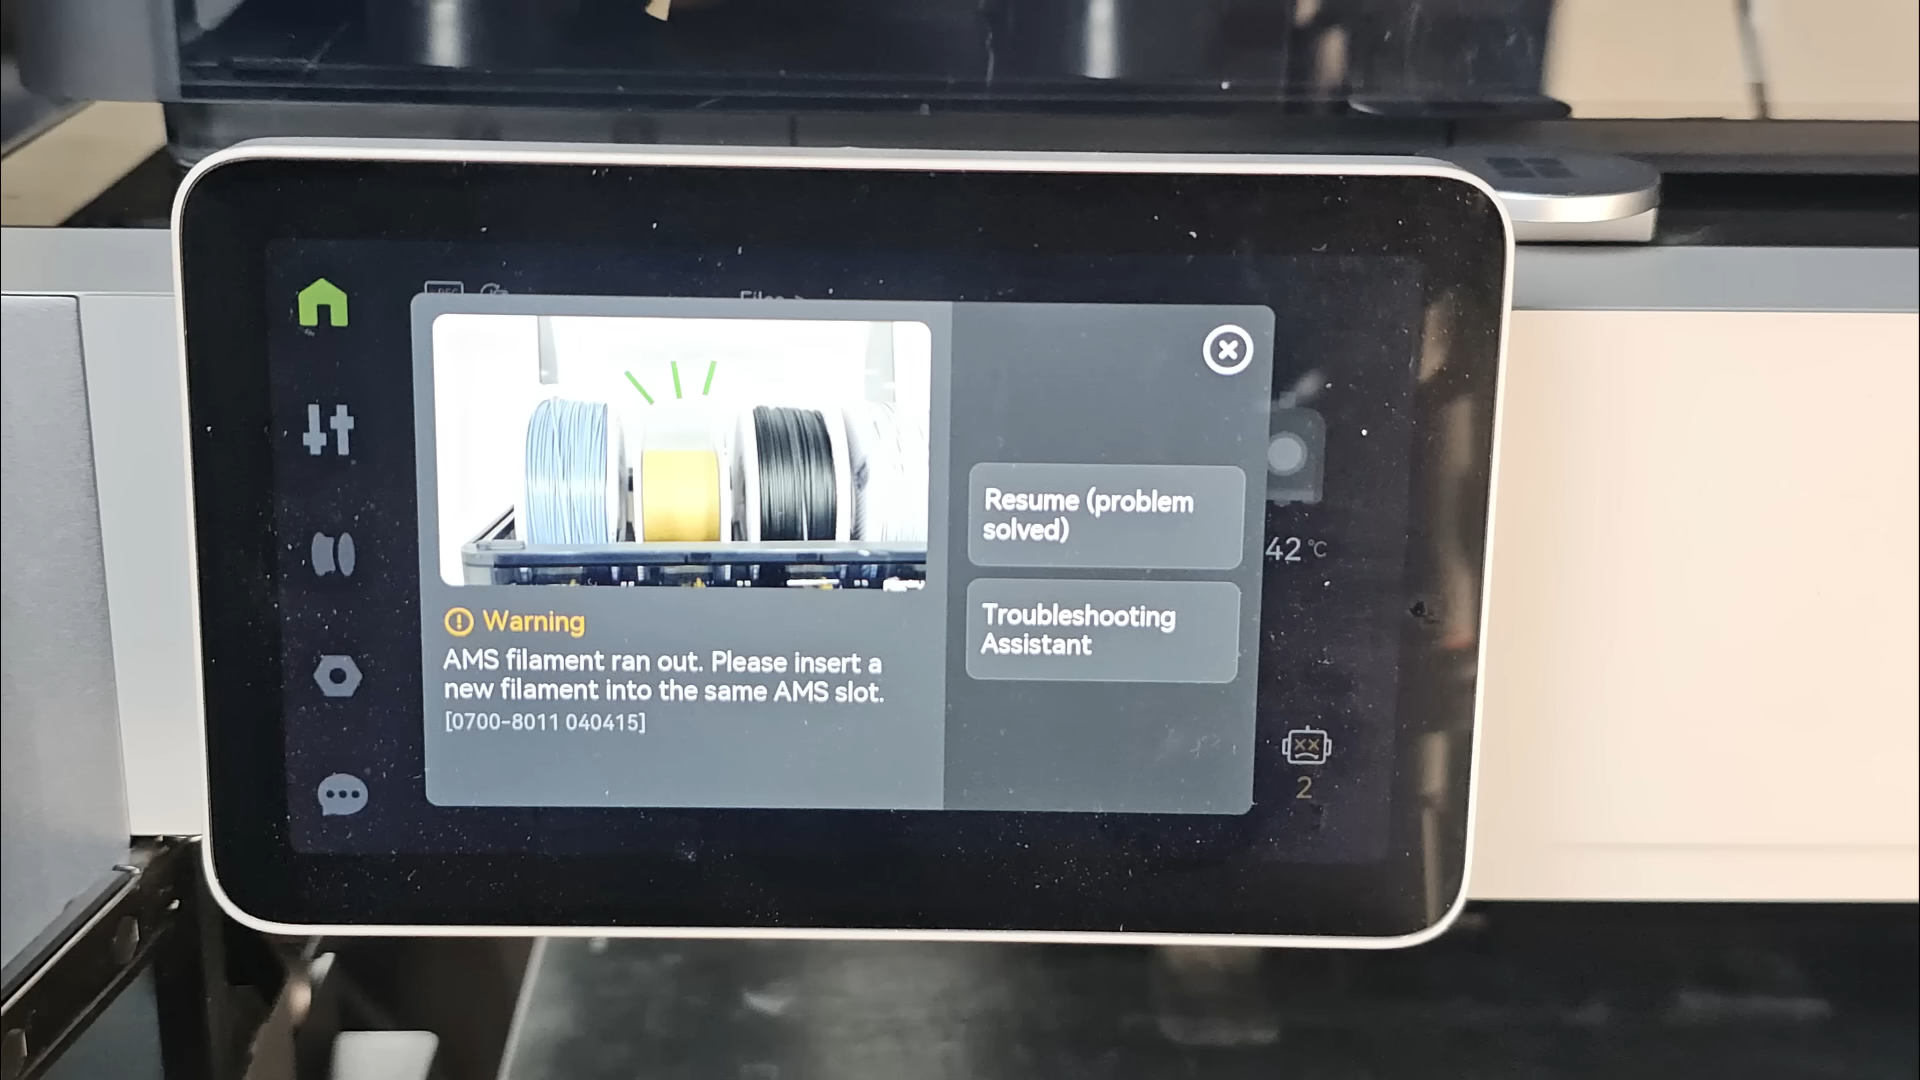 Resume (problem
solved)
42 °C
Troubleshooting
Assistant
Warning
AMS filament ran out. Please insert a
new filament into the same AMS slot.
[0700-8011 040415]
2